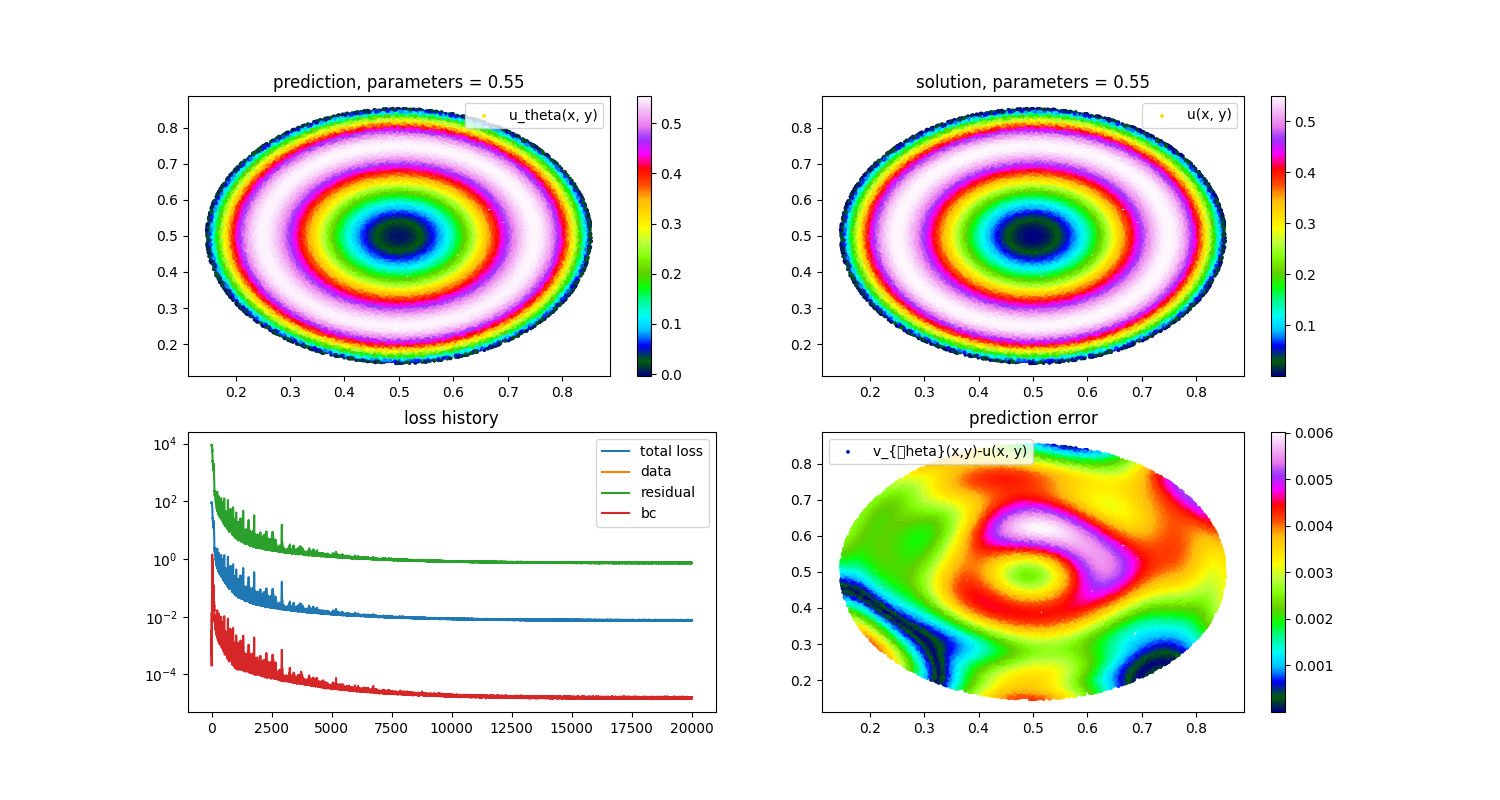 prediction, parameters = 0.55
u_theta(x, y)
0.8
0.7
0.6
0.5
0.4
0.3
0.2
0.2 0.3 0.4 0.5 0.6 0.7 0.8
0.5
0.4
0.3
0.2
0.1
0.0
solution, parameters = 0.55
u(x, y)
0.8
0.7
0.6
0.5
0.4
0.3
0.2
0.2 0.3 0.4 0.5 0.6 0.7 0.8
0.5
0.4
0.3
0.2
0.1
loss history
total loss
data
residual
bc
10^4
10^2
10^0
10^−2
10^−4
0 2500 5000 7500 10000 12500 15000 17500 20000
prediction error
v_{▯heta}(x,y)-u(x, y)
0.8
0.7
0.6
0.5
0.4
0.3
0.2
0.2 0.3 0.4 0.5 0.6 0.7 0.8
0.006
0.005
0.004
0.003
0.002
0.001